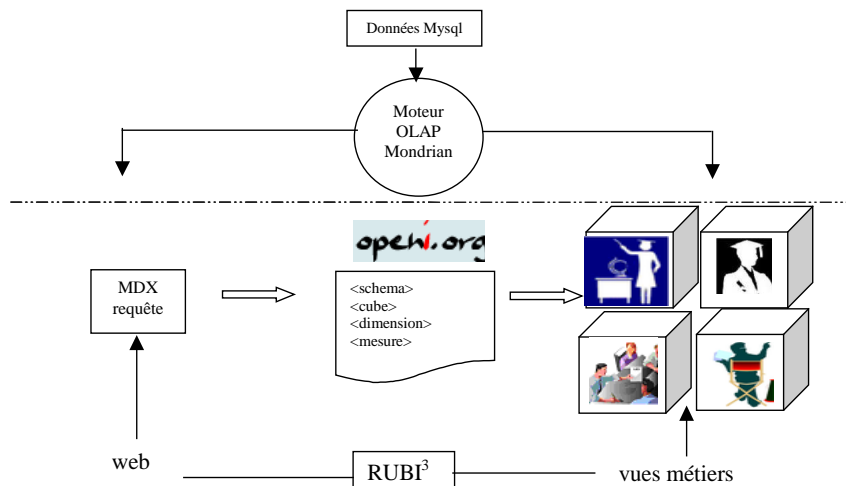 Données Mysql
Moteur
OLAP
Mondrian
openi.org
MDX
requête
<schema>
<cube>
<dimension>
<mesure>
web
RUBI³
vues métiers